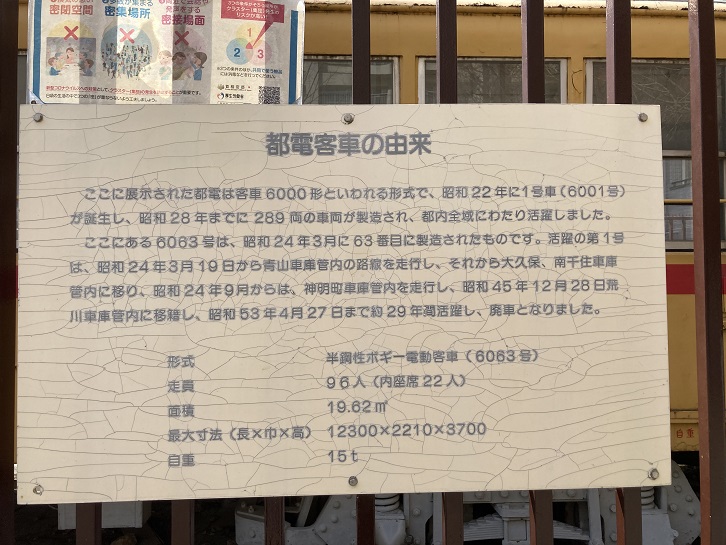 密閉空間
密集場所
密接場面
都電客車の由来
ここに展示された都電は客車6000形といわれる形式で、昭和22年に1号車(6001号)
が誕生し、昭和28年までに289両の車両が製造され、都内全域にわたり活躍しました。
ここにある6063号は、昭和24年3月に63番目に製造されたものです。活躍の第1号
は、昭和24年3月19日から青山車庫管内の路線を走行し、それから大久保、南千住車庫
管内に移り、昭和24年9月からは、神明町車庫管内を走行し、昭和45年12月28日荒
川車庫管内に移籍し、昭和53年4月27日まで約29年間活躍し、廃車となりました。
形式 半鋼性ボギー電動客車(6063号)
定員 96人(内座席22人)
面積 19.62㎡
最大寸法(長×巾×高) 12300×2210×3700
自重 15t
自重